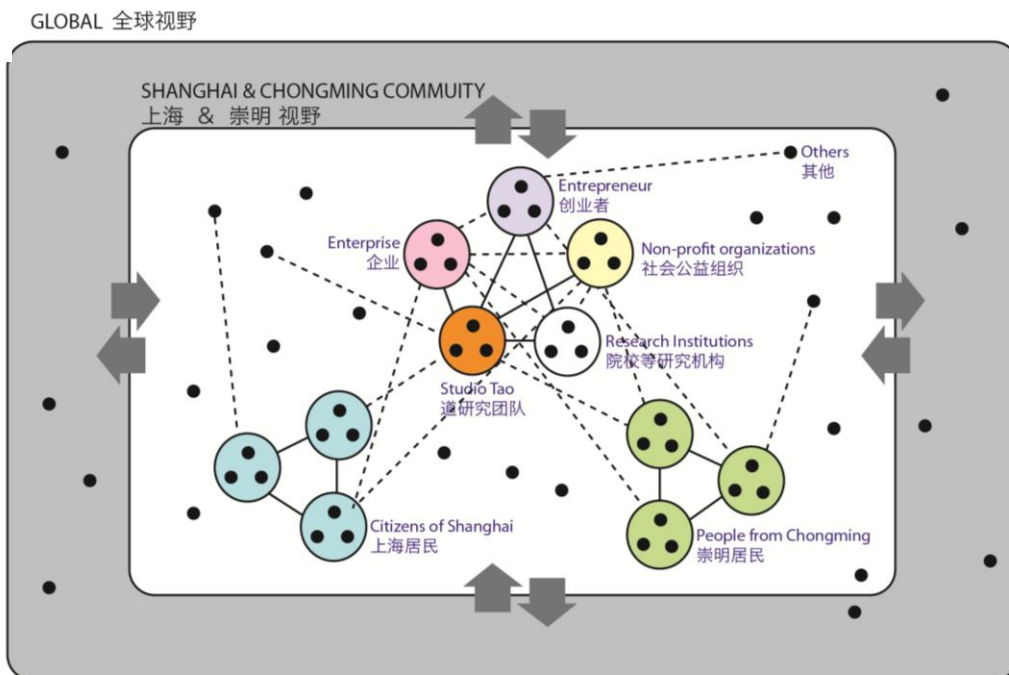 GLOBAL 全球视野
SHANGHAI & CHONGMING COMMUITY
上海 & 崇明 视野
Others
其他
Entrepreneur
创业者
Enterprise
企业
Non-profit organizations
社会公益组织
Research Institutions
院校等研究机构
Studio Tao
道研究团队
Citizens of Shanghai
上海居民
People from Chongming
崇明居民